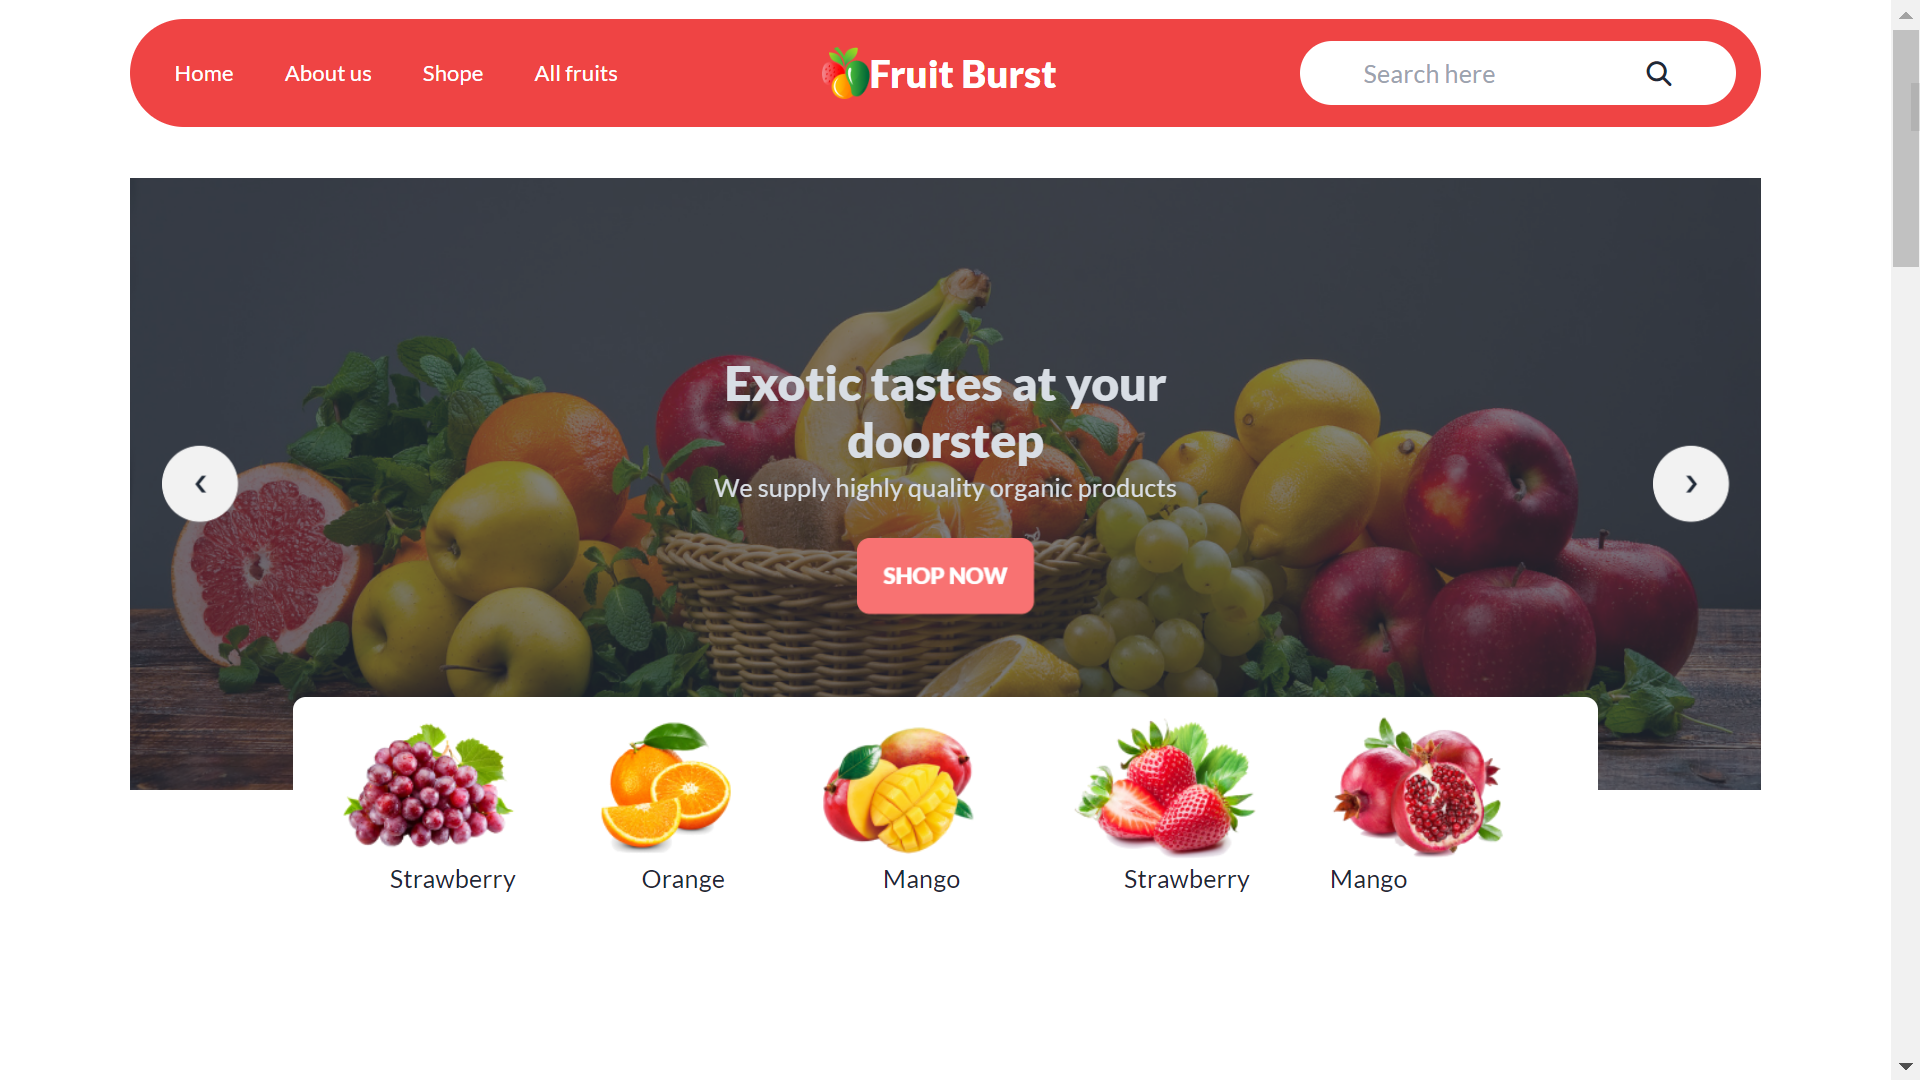 Home
About us
Shope
All fruits
Fruit Burst
Search here
Exotic tastes at your
doorstep
We supply highly quality organic products
❮
❯
SHOP NOW
Strawberry
Orange
Mango
Strawberry
Mango